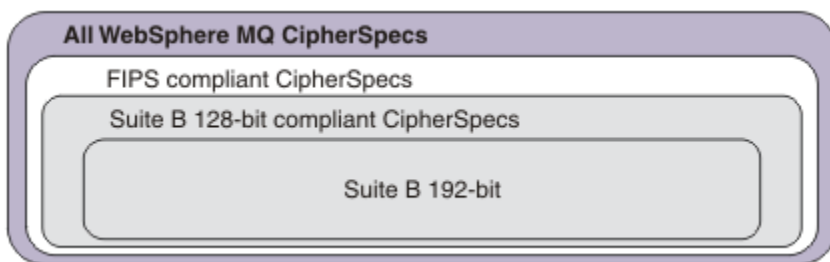 All WebSphere MQ CipherSpecs
FIPS compliant CipherSpecs
Suite B 128-bit compliant CipherSpecs
Suite B 192-bit